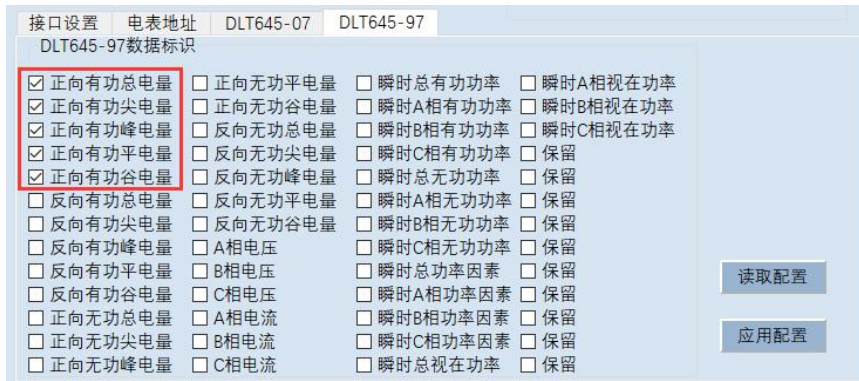 接口设置 电表地址 DLT645-07 DLT645-97
DLT645-97数据标识
正向有功总电量 正向无功平电量 瞬时总有功功率 瞬时A相视在功率
正向有功尖电量 正向无功谷电量 瞬时A相有功功率 瞬时B相视在功率
正向有功峰电量 反向无功总电量 瞬时B相有功功率 瞬时C相视在功率
正向有功平电量 反向无功尖电量 瞬时C相有功功率 保留
正向有功谷电量 反向无功峰电量 瞬时总无功功率 保留
反向有功总电量 反向无功平电量 瞬时A相无功功率 保留
反向有功尖电量 反向无功谷电量 瞬时B相无功功率 保留
反向有功峰电量 A相电压 瞬时C相无功功率 保留
反向有功平电量 B相电压 瞬时总功率因素 保留
反向有功谷电量 C相电压 瞬时A相功率因素 保留
正向无功总电量 A相电流 瞬时B相功率因素 保留
正向无功尖电量 B相电流 瞬时C相功率因素 保留
正向无功峰电量 C相电流 瞬时总视在功率 保留
读取配置
应用配置